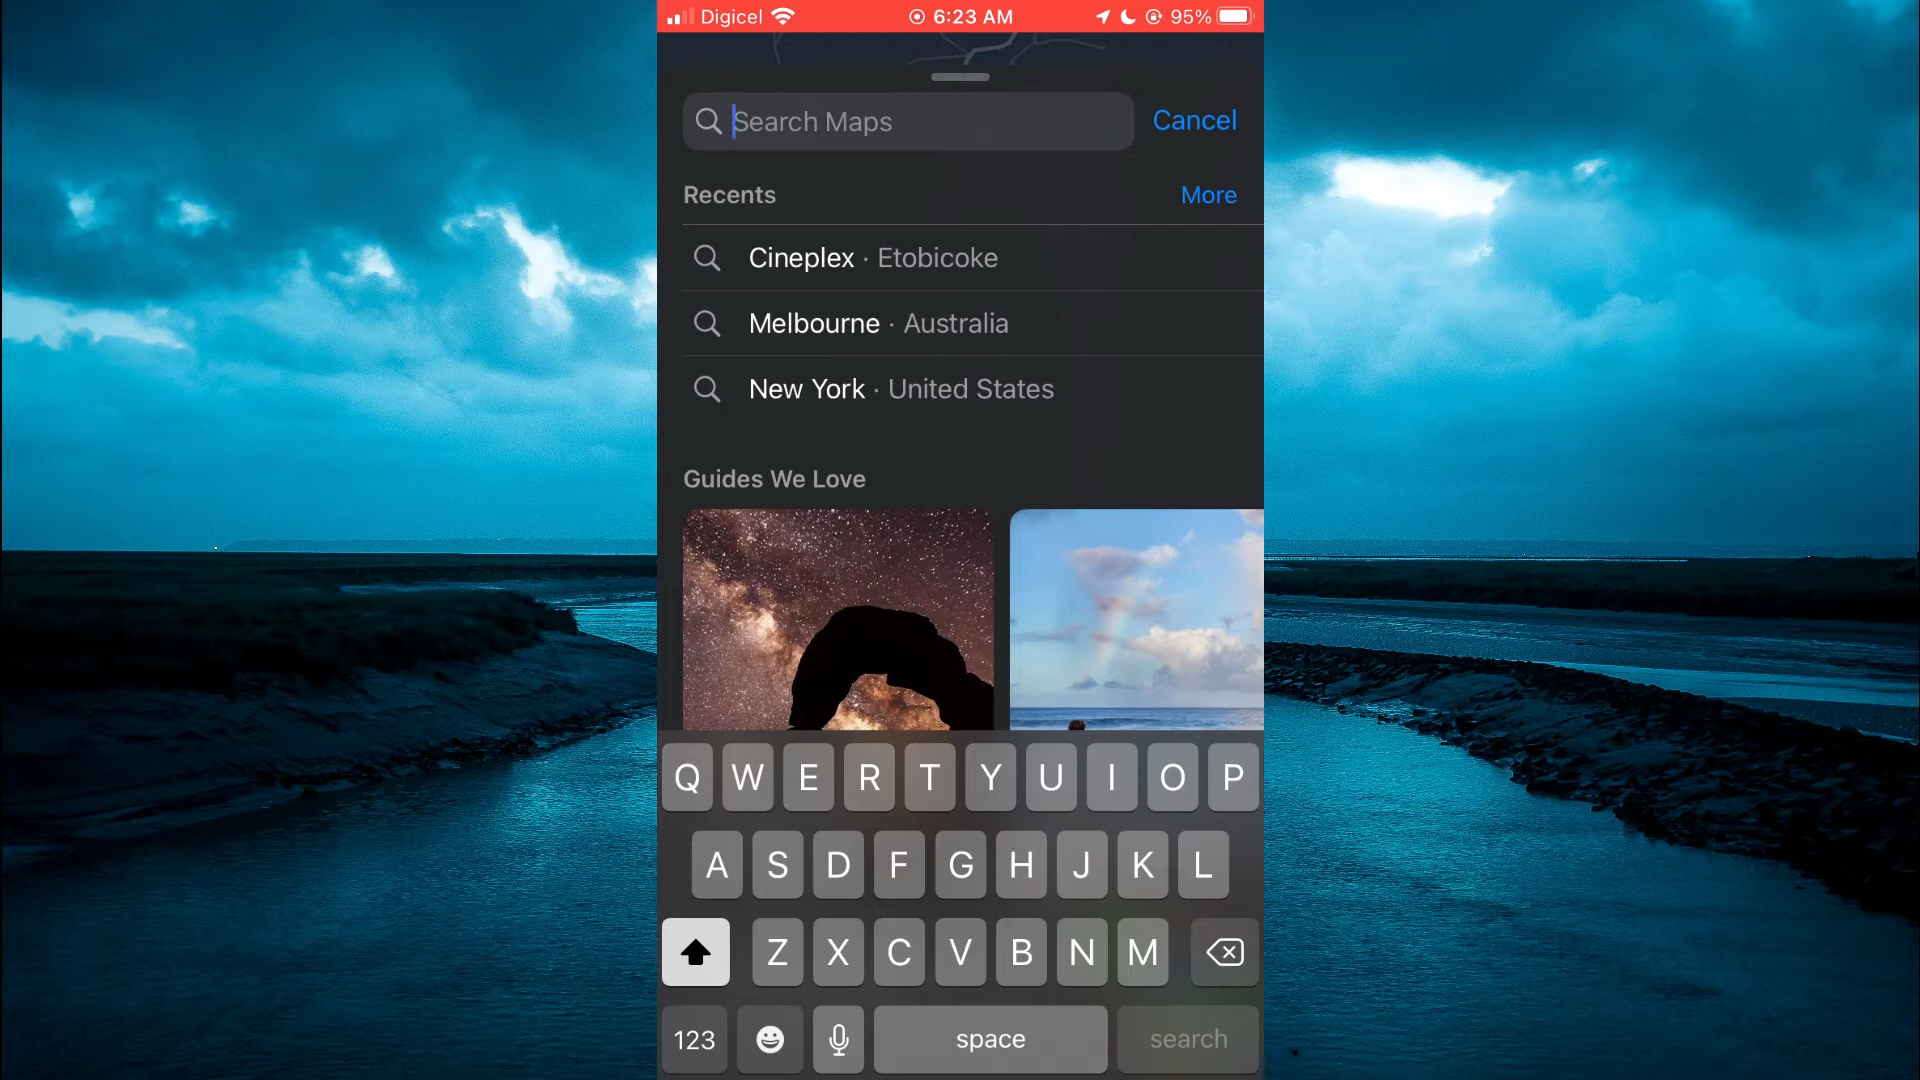 Digicel 6:23 AM 95%
Search Maps Cancel
Recents More
Cineplex · Etobicoke
Melbourne · Australia
New York · United States
Guides We Love
Q W E R T Y U I O P
A S D F G H J K L
Z X C V B N M
123 space search